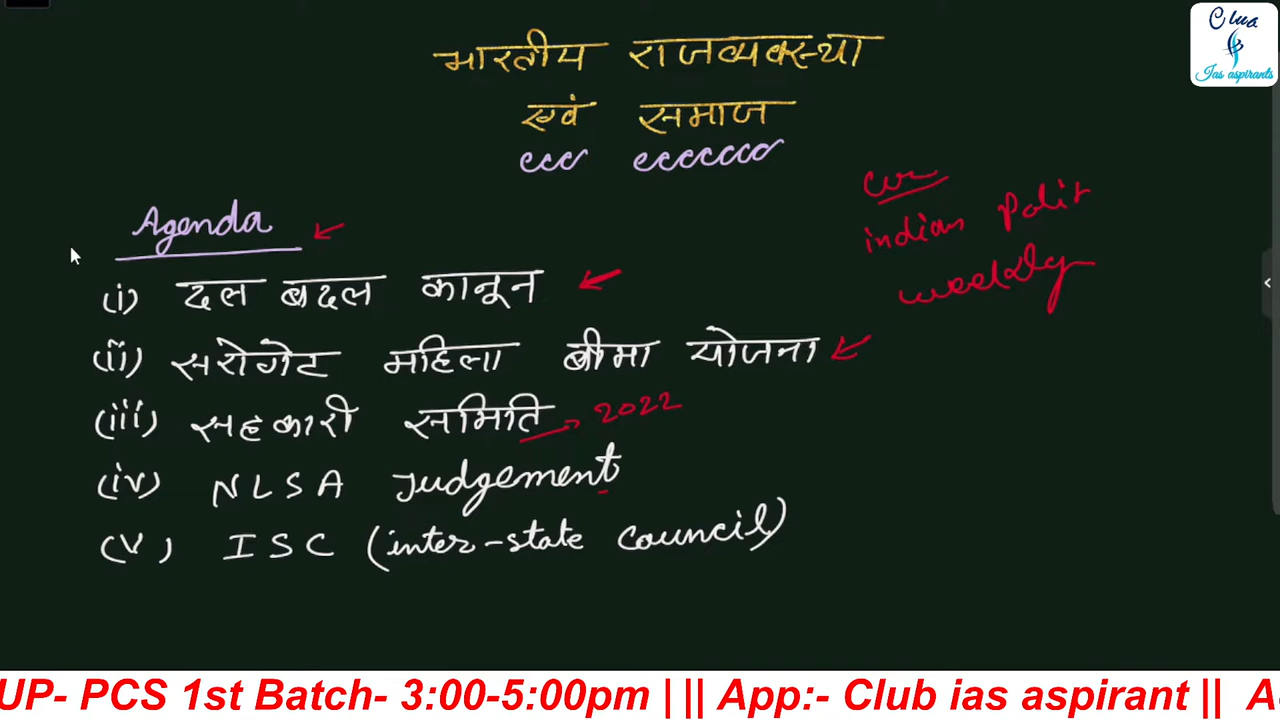 भारतीय राजव्यवस्था
एवं समाज
Club
Ias aspirants
Agenda
indian polit
weekly
(i) दल बदल कानून
(ii) सरोगेट महिला बीमा योजना
(iii) सहकारी समिति 2022
(iv) NLSA Judgement
(v) ISC (inter-state council)
UP- PCS 1st Batch- 3:00-5:00pm | || App:- Club ias aspirant || A